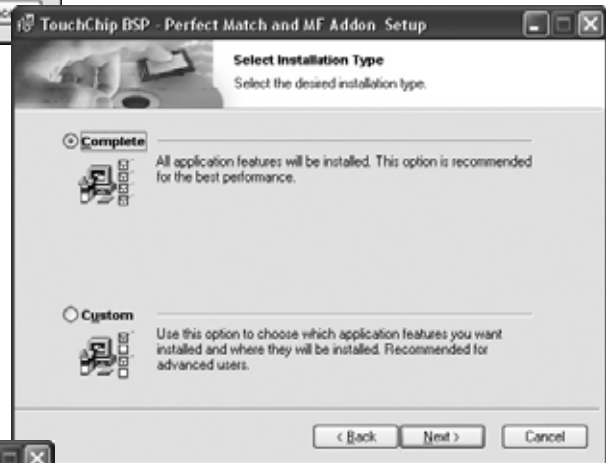 TouchChip BSP - Perfect Match and MF Addon Setup
Select Installation Type
Select the desired installation type.
Complete
All application features will be installed. This option is recommended
for the best performance.
Custom
Use this option to choose which application features you want
installed and where they will be installed. Recommended for
advanced users.
< Back
Next >
Cancel